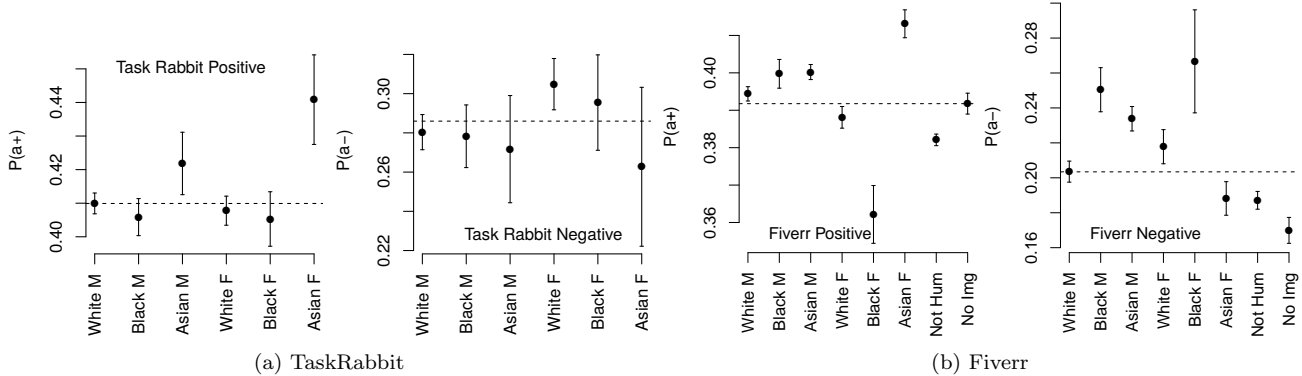 Task Rabbit Positive
P(a+)
0.40
0.42
0.44
White M
Black M
Asian M
White F
Black F
Asian F
Task Rabbit Negative
P(a−)
0.22
0.26
0.30
White M
Black M
Asian M
White F
Black F
Asian F
(a) TaskRabbit
Fiverr Positive
P(a+)
0.36
0.38
0.40
White M
Black M
Asian M
White F
Black F
Asian F
Not Hum
No Img
Fiverr Negative
P(a−)
0.16
0.20
0.24
0.28
White M
Black M
Asian M
White F
Black F
Asian F
Not Hum
No Img
(b) Fiverr